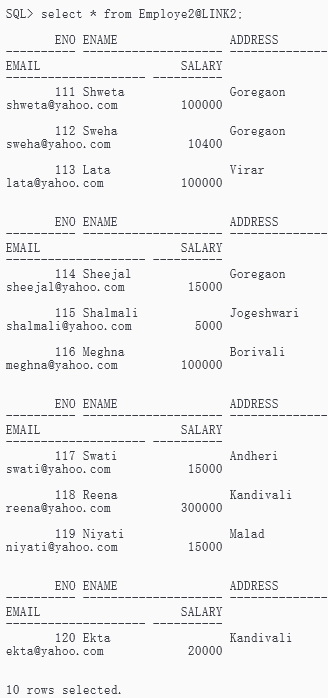 SQL> select * from Employe2@LINK2;
ENO ENAME ADDRESS
---------- -------------------- --------------
EMAIL SALARY
-------------------- ----------
111 Shweta Goregaon
shweta@yahoo.com 100000
112 Sweha Goregaon
sweha@yahoo.com 10400
113 Lata Virar
lata@yahoo.com 100000
ENO ENAME ADDRESS
---------- -------------------- --------------
EMAIL SALARY
-------------------- ----------
114 Sheejal Goregaon
sheejal@yahoo.com 15000
115 Shalmali Jogeshwari
shalmali@yahoo.com 5000
116 Meghna Borivali
meghna@yahoo.com 100000
ENO ENAME ADDRESS
---------- -------------------- --------------
EMAIL SALARY
-------------------- ----------
117 Swati Andheri
swati@yahoo.com 15000
118 Reena Kandivali
reena@yahoo.com 300000
119 Niyati Malad
niyati@yahoo.com 15000
ENO ENAME ADDRESS
---------- -------------------- --------------
EMAIL SALARY
-------------------- ----------
120 Ekta Kandivali
ekta@yahoo.com 20000
10 rows selected.